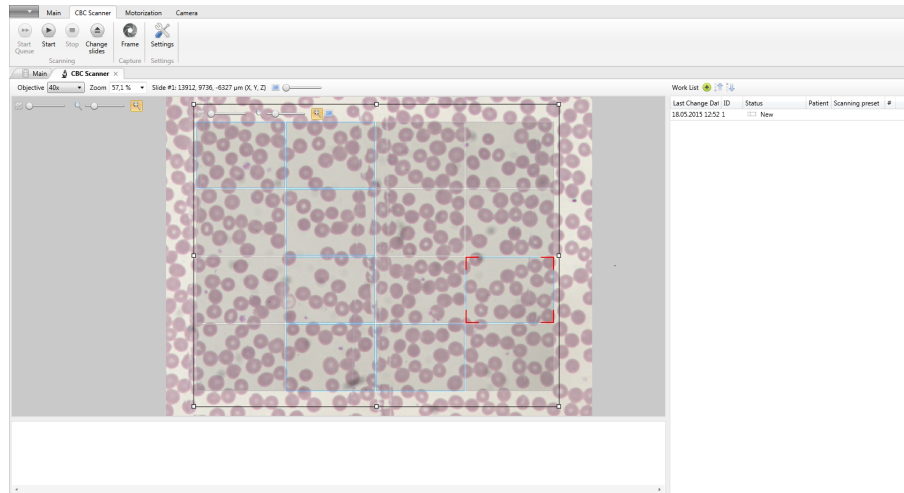 Main CBC Scanner Motorization Camera
Start Queue Start Stop Change slides Frame Settings
Scanning Capture Settings
Main CBC Scanner ×
Objective 40x Zoom 57,1 % Slide #1: 13912, 9736, -6327 µm (X, Y, Z)
Work List
Last Change Dat ID Status Patient Scanning preset #
18.05.2015 12:52 1 New